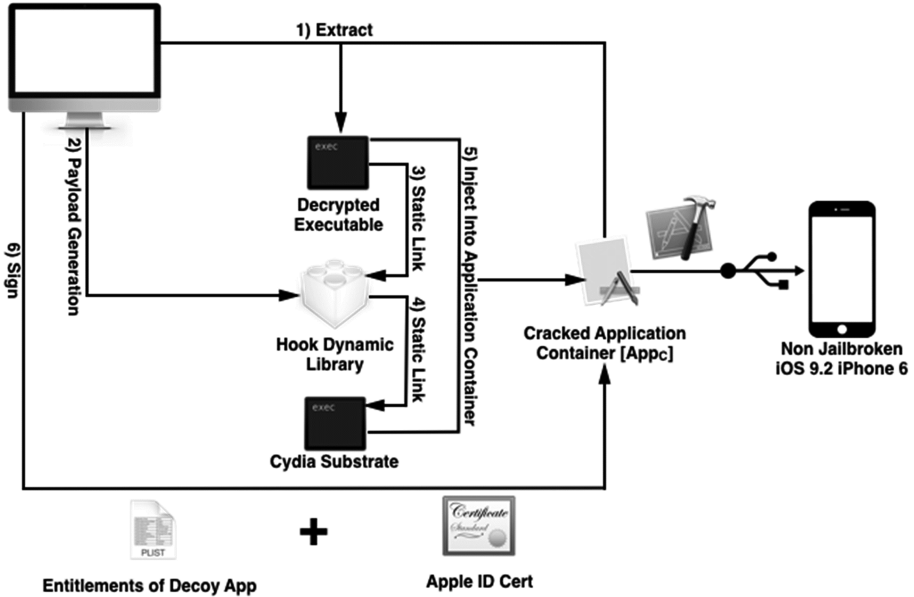 1) Extract
2) Payload Generation
exec
Decrypted
Executable
3) Static Link
5) Inject Into Application Container
6) Sign
Hook Dynamic
Library
4) Static Link
Cracked Application
Container [Appc]
Non Jailbroken
iOS 9.2 iPhone 6
exec
Cydia Substrate
PLIST
+
Certificate
Standard
Entitlements of Decoy App
Apple ID Cert